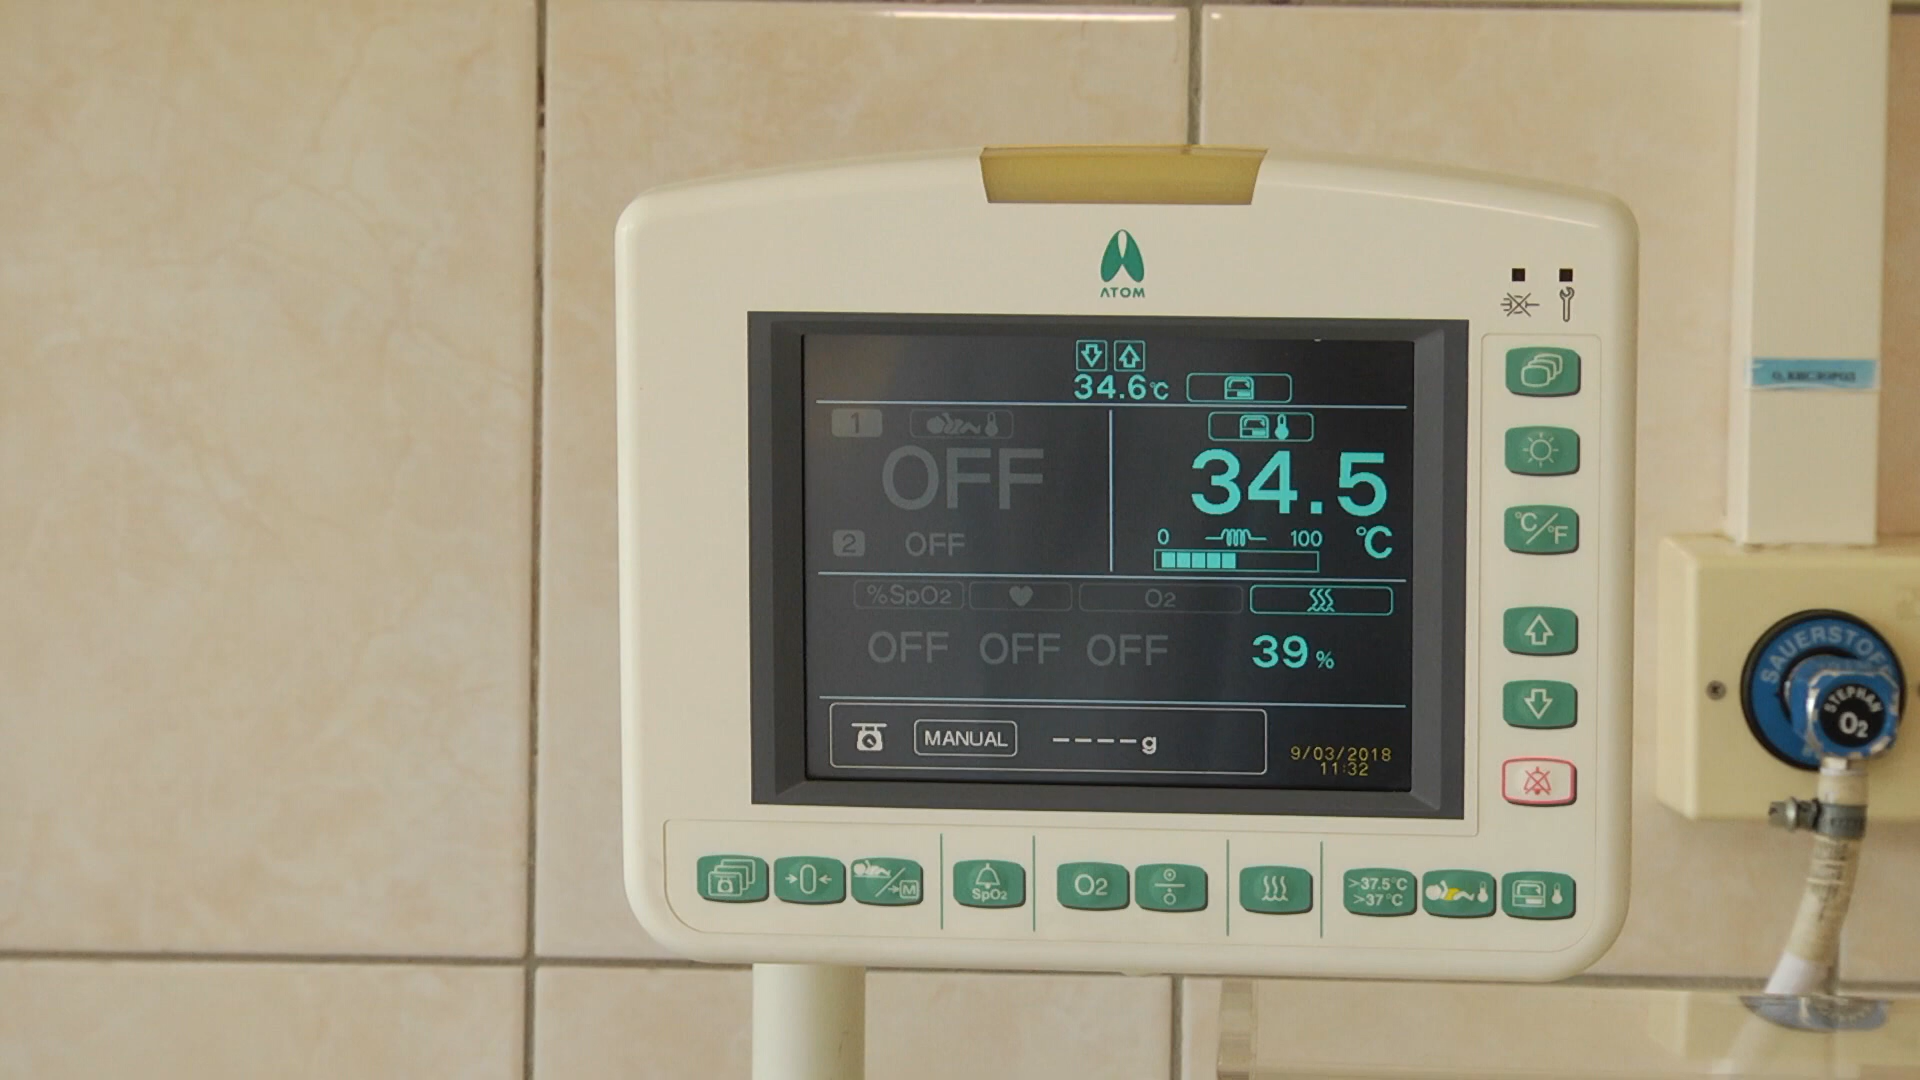 ATOM
34.6°C
1
OFF
34.5
°C
0 100
2 OFF
%SpO2 O2
OFF OFF OFF 39 %
MANUAL ----g
9/03/2018
11:32
°C/°F
M
SpO2
O2
>37.5°C
>37°C
SAUERSTOFF
STEPHAN
O2